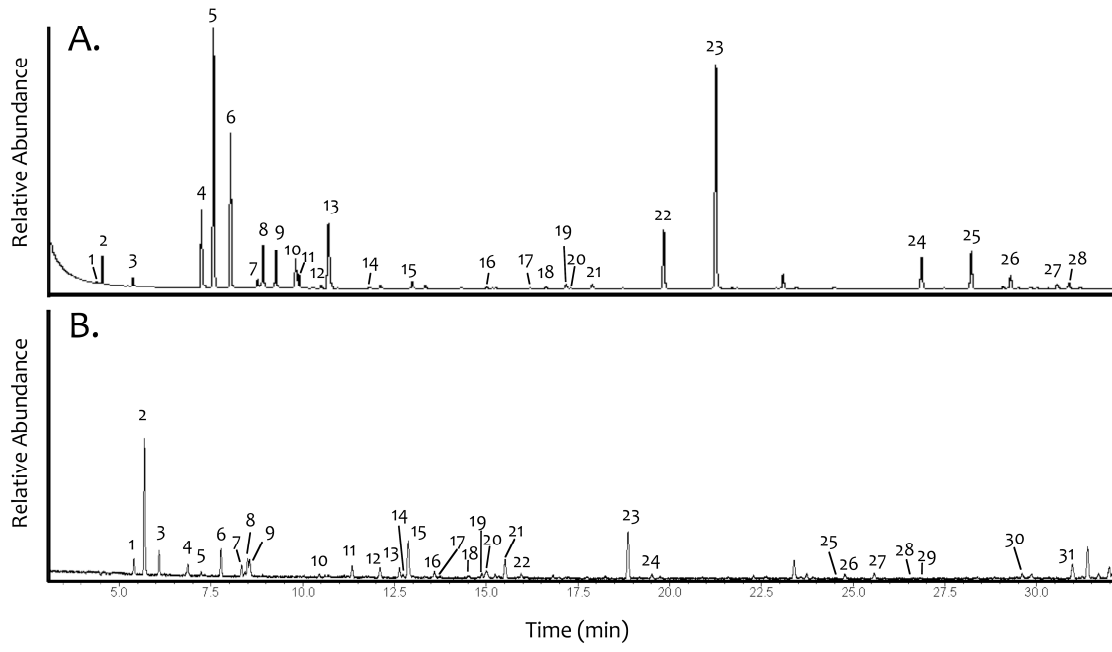 A.
Relative Abundance
1 2 3 4 5 6 7 8 9 10 11 12 13 14 15 16 17 18 19 20 21 22 23 24 25 26 27 28
B.
Relative Abundance
1 2 3 4 5 6 7 8 9 10 11 12 13 14 15 16 17 18 19 20 21 22 23 24 25 26 27 28 29 30 31
5.0 7.5 10.0 12.5 15.0 17.5 20.0 22.5 25.0 27.5 30.0
Time (min)